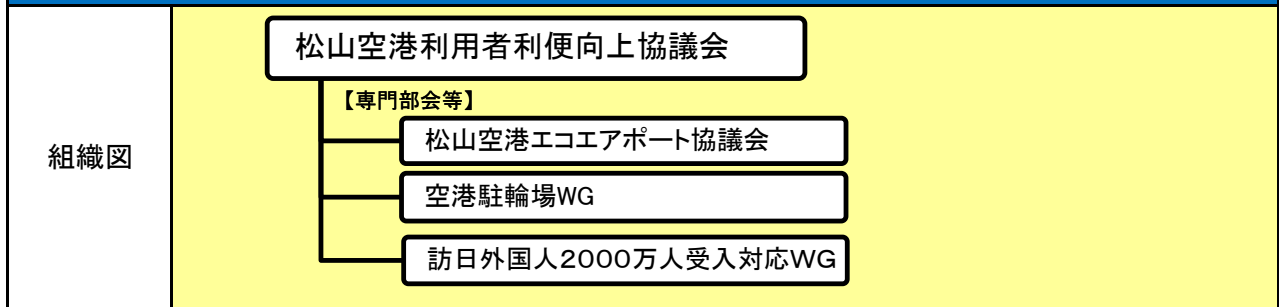 松山空港利用者利便向上協議会
【専門部会等】
松山空港エコエアポート協議会
組織図
空港駐輪場WG
訪日外国人2000万人受入対応WG